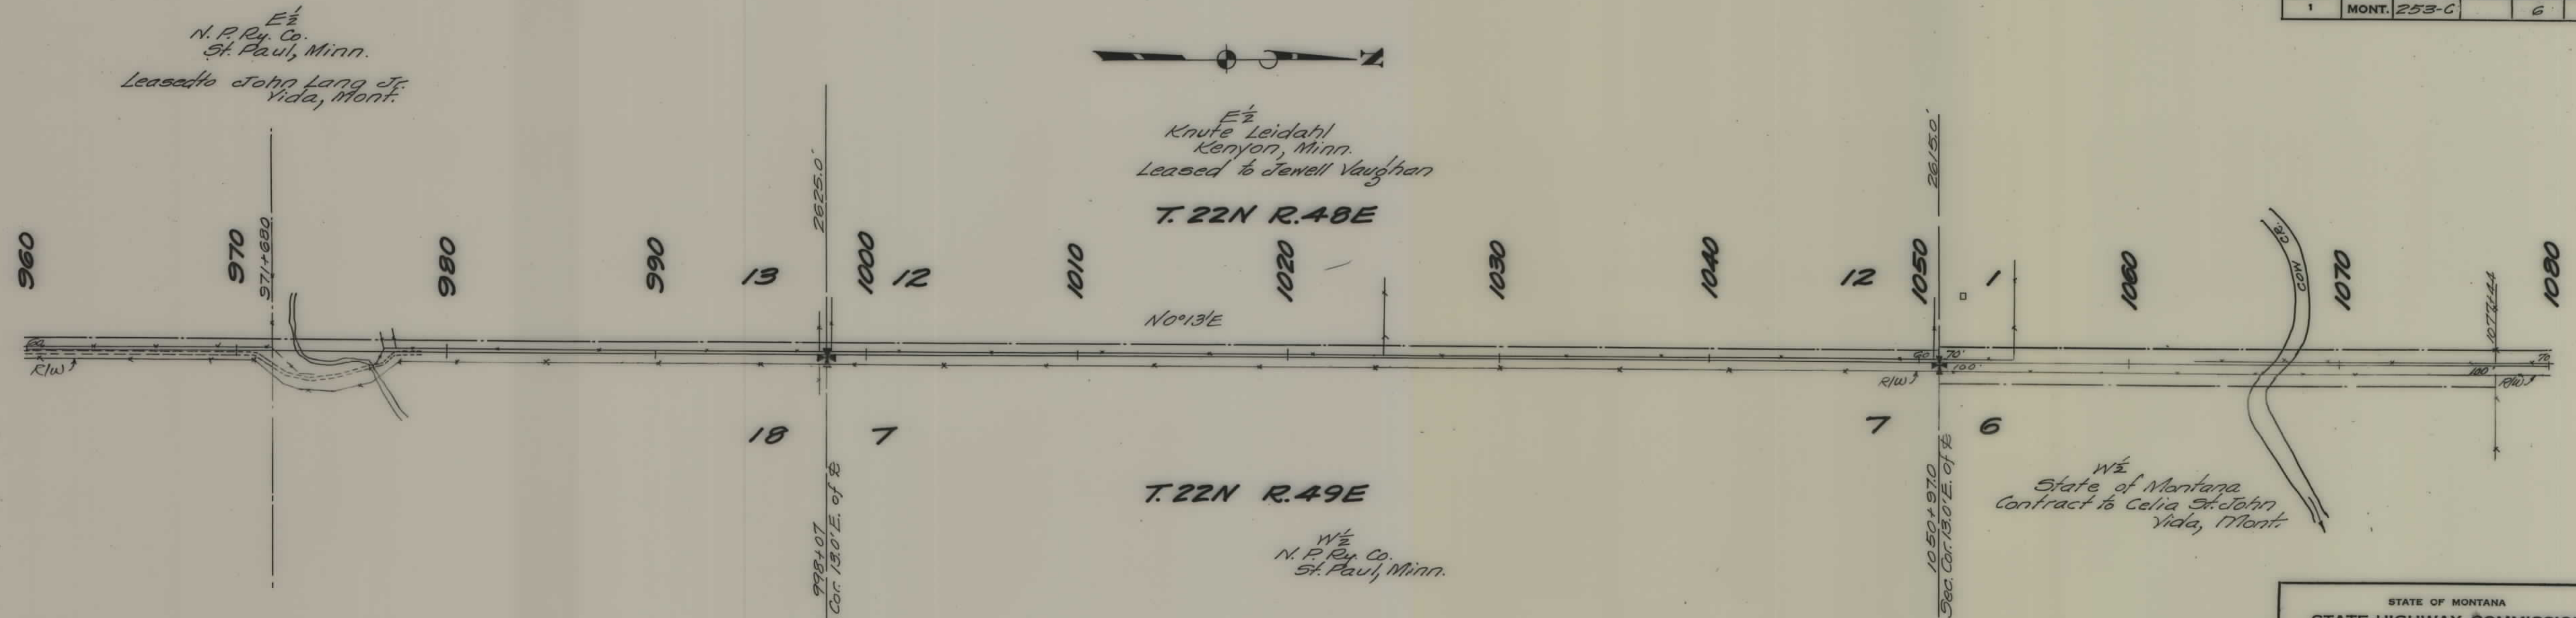 1 MONT. 253-C 6
E½
N. P. Ry. Co.
St. Paul, Minn.
Leased to John Lang Jr.
Vida, Mont.
N
E½
Knute Leidahl
Kenyon, Minn.
Leased to Jewell Vaughan
T. 22N R. 48E
2625.0'
2615.0'
960
970
971+680
980
990
13
1000
12
1010
1020
1030
1040
12
1050
1
1060
COW CR.
1070
1077+44
1080
N0°13'E
60
R/W
60
70'
100'
R/W
70
100'
R/W
18
7
7
6
T. 22N R. 49E
W½
N. P. Ry. Co.
St. Paul, Minn.
998+07
Cor. 13.0' E. of ℄
1050+97.0
Sec. Cor. 13.0' E. of ℄
W½
State of Montana
Contract to Celia St. John
Vida, Mont.
STATE OF MONTANA